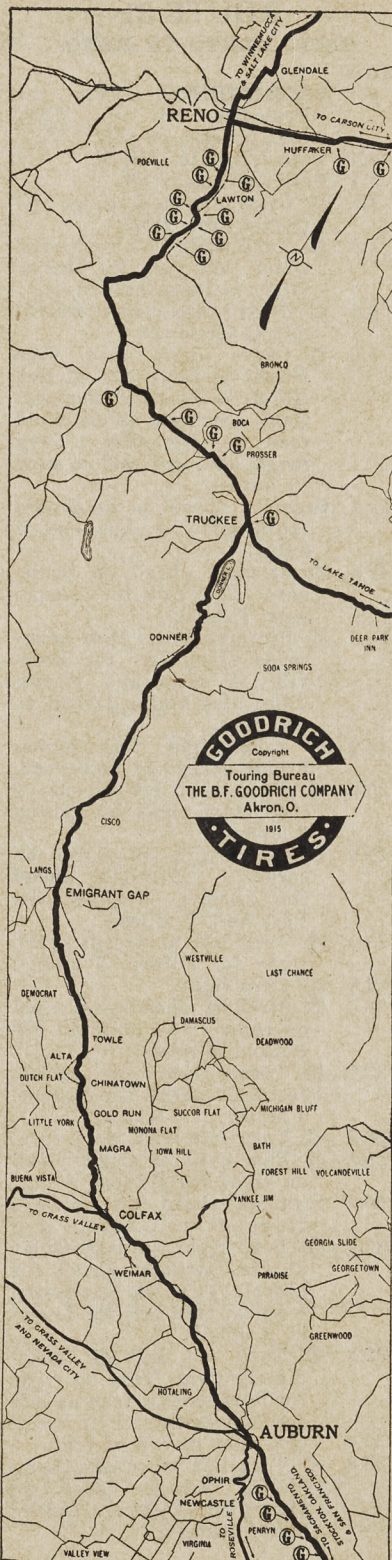 TO WINNEMUCCA
& SALT LAKE CITY
GLENDALE
RENO
TO CARSON CITY
HUFFAKER
G
G
POEVILLE
G
G
G
LAWTON
G
G
G
G
G
G
N
BRONCO
G
G
BOCA
G
G
PROSSER
TRUCKEE
G
TO LAKE TAHOE
DONNER L.
DEER PARK
INN
DONNER
SODA SPRINGS
GOODRICH
Copyright
Touring Bureau
THE B.F. GOODRICH COMPANY
Akron, O.
1915
TIRES
CISCO
LANGS
EMIGRANT GAP
WESTVILLE
LAST CHANCE
DEMOCRAT
DAMASCUS
TOWLE
DEADWOOD
ALTA
DUTCH FLAT
CHINATOWN
GOLD RUN
SUCCOR FLAT
MICHIGAN BLUFF
LITTLE YORK
MONONA FLAT
MAGRA
IOWA HILL
BATH
BUENA VISTA
FOREST HILL
VOLCANOEVILLE
YANKEE JIM
TO GRASS VALLEY
COLFAX
GEORGIA SLIDE
WEIMAR
PARADISE
GEORGETOWN
TO GRASS VALLEY
AND NEVADA CITY
GREENWOOD
HOTALING
AUBURN
OPHIR
NEWCASTLE
G
G
PENRYN
G
G
TO SACRAMENTO
STOCKTON, OAKLAND
& SAN FRANCISCO
TO
ROSEVILLE
VIRGINIA
VALLEY VIEW